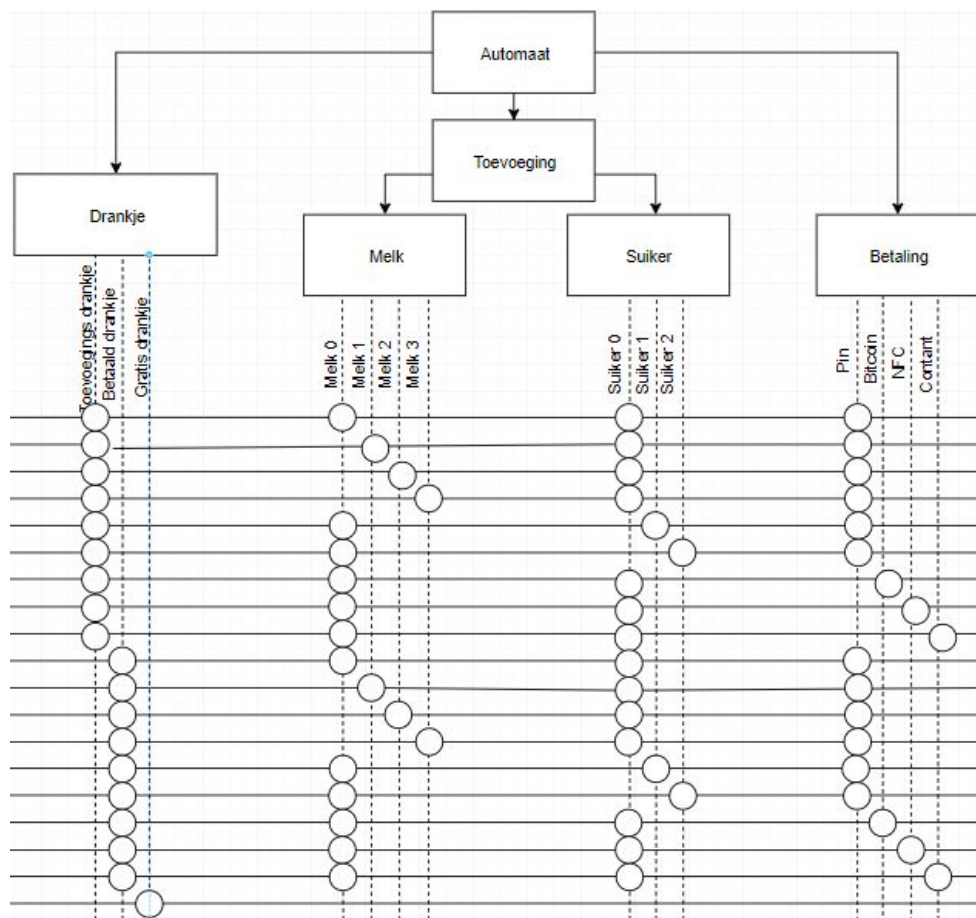 Automaat
Toevoeging
Drankje
Melk
Suiker
Betaling
Toevoegings drankje
Betaald drankje
Gratis drankje
Melk 0
Melk 1
Melk 2
Melk 3
Suiker 0
Suiker 1
Suiker 2
Pin
Bitcoin
NFC
Contant